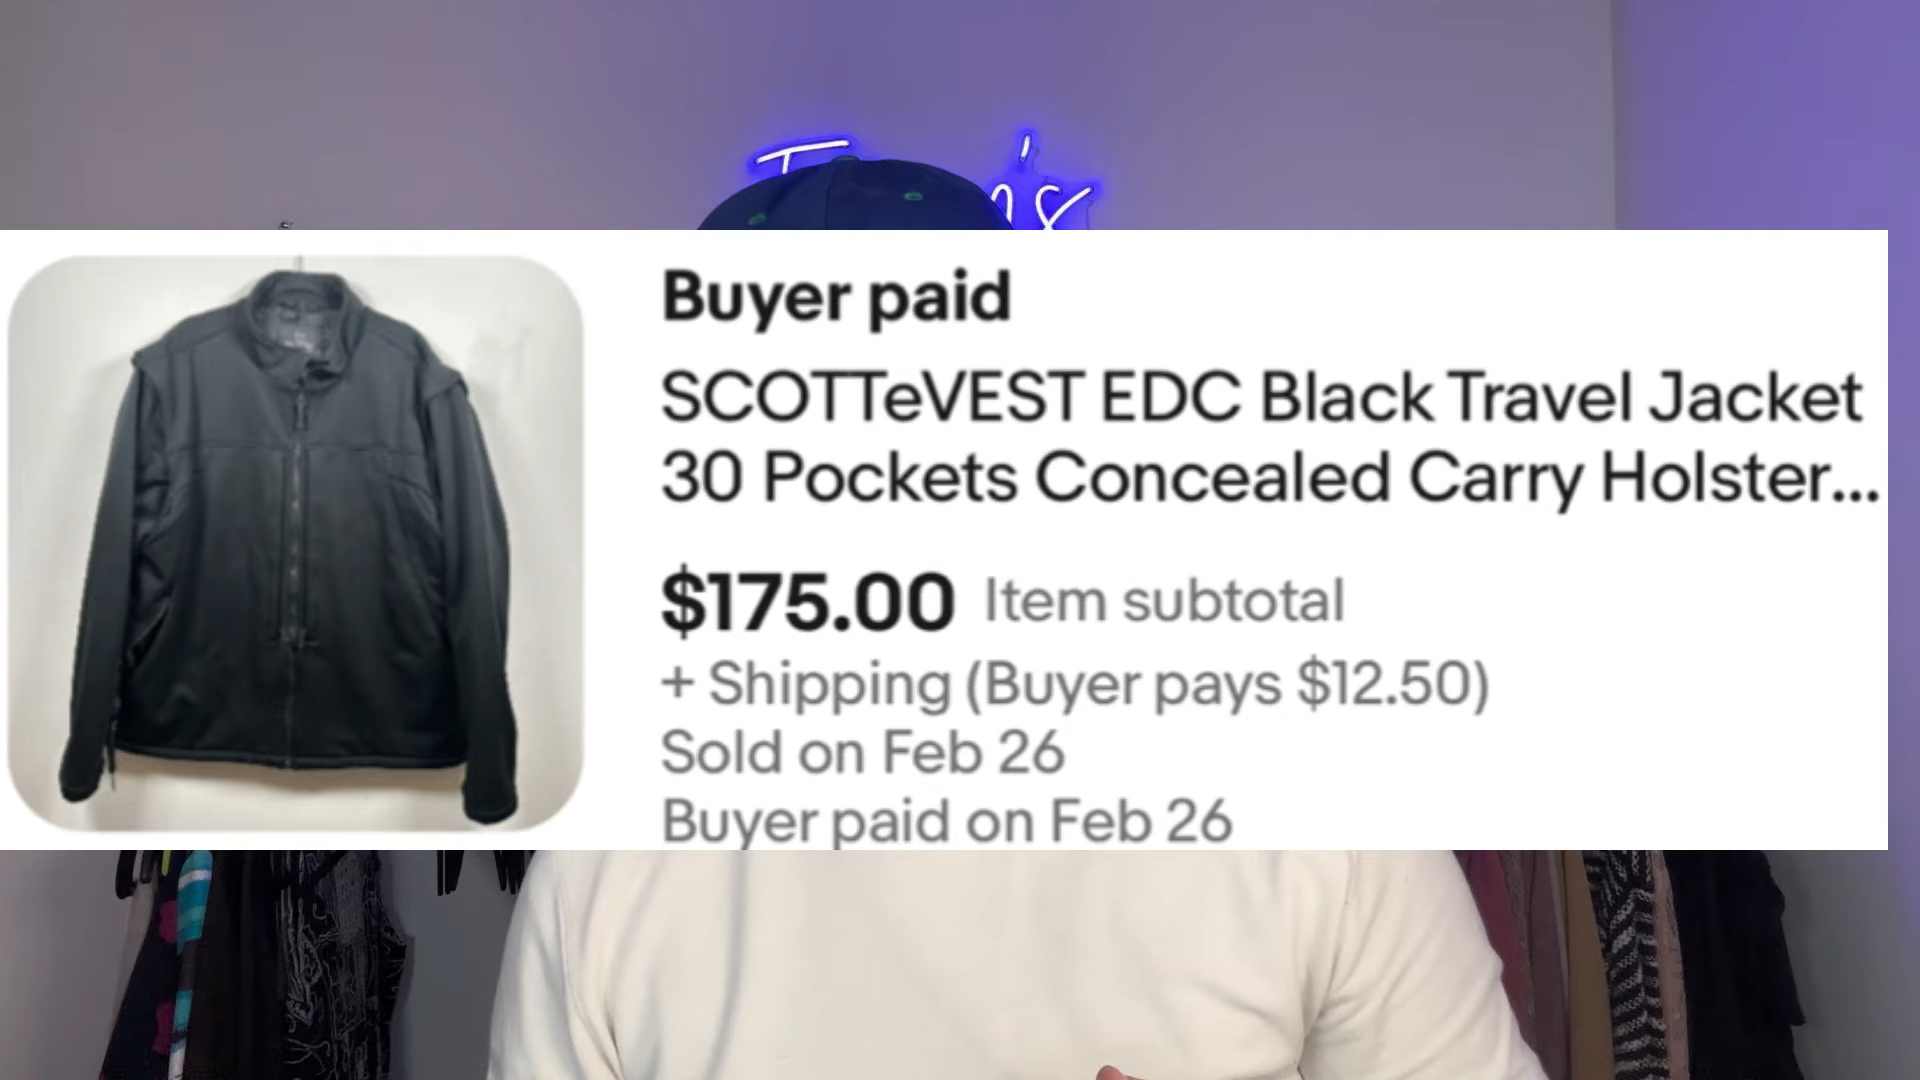 Buyer paid
SCOTTeVEST EDC Black Travel Jacket
30 Pockets Concealed Carry Holster...
$175.00 Item subtotal
+ Shipping (Buyer pays $12.50)
Sold on Feb 26
Buyer paid on Feb 26